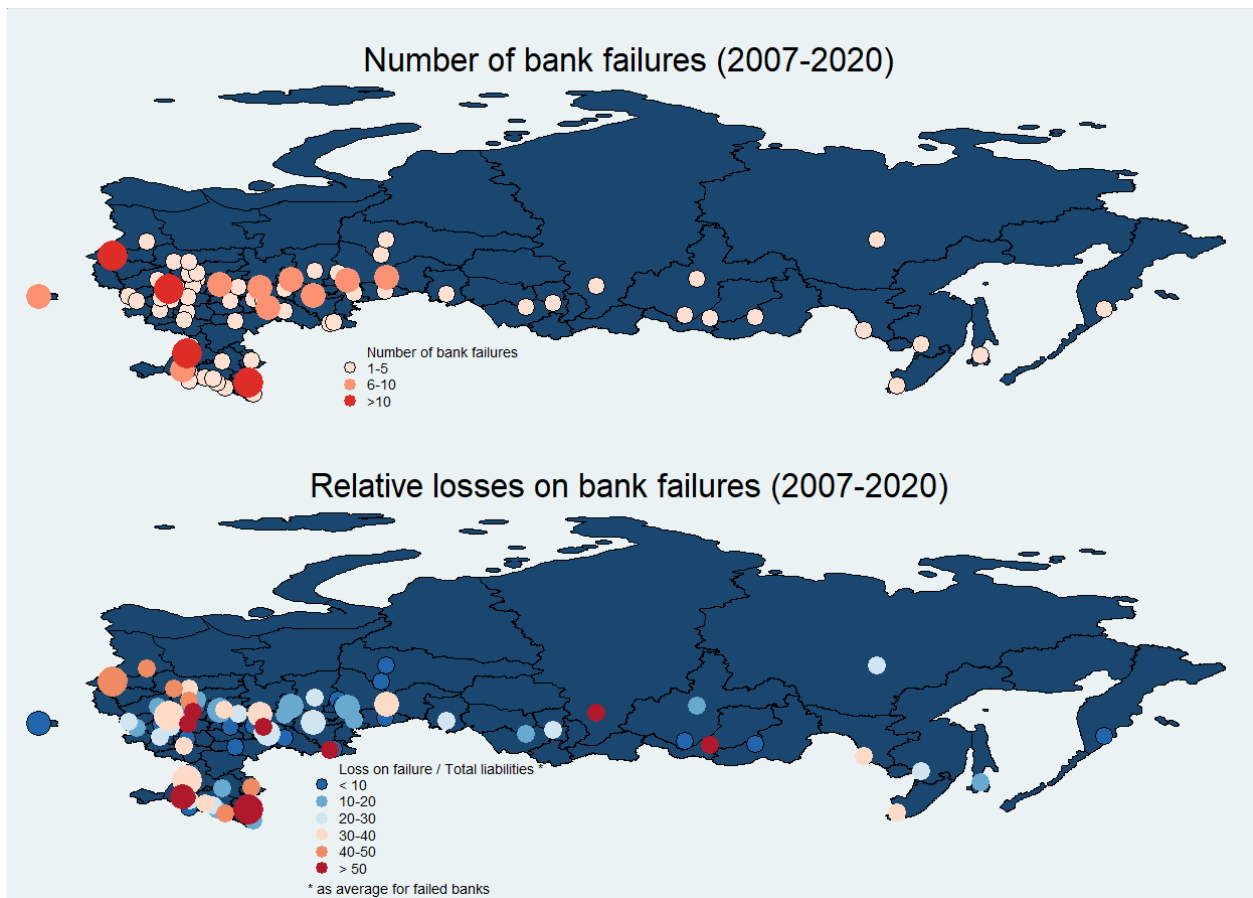 Number of bank failures (2007-2020)
Number of bank failures
1-5
6-10
>10
Relative losses on bank failures (2007-2020)
Loss on failure / Total liabilities *
< 10
10-20
20-30
30-40
40-50
> 50
* as average for failed banks